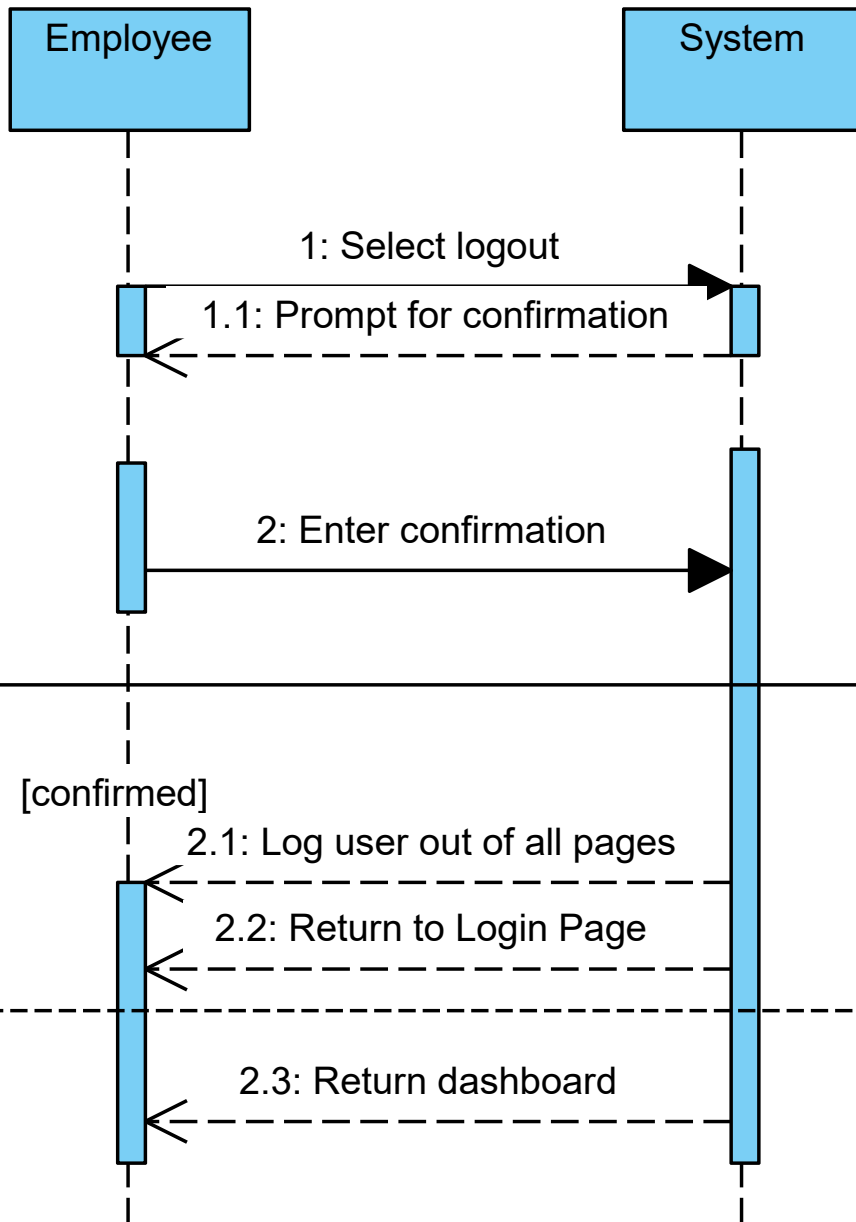 Employee
System
1: Select logout
1.1: Prompt for confirmation
2: Enter confirmation
[confirmed]
2.1: Log user out of all pages
2.2: Return to Login Page
2.3: Return dashboard